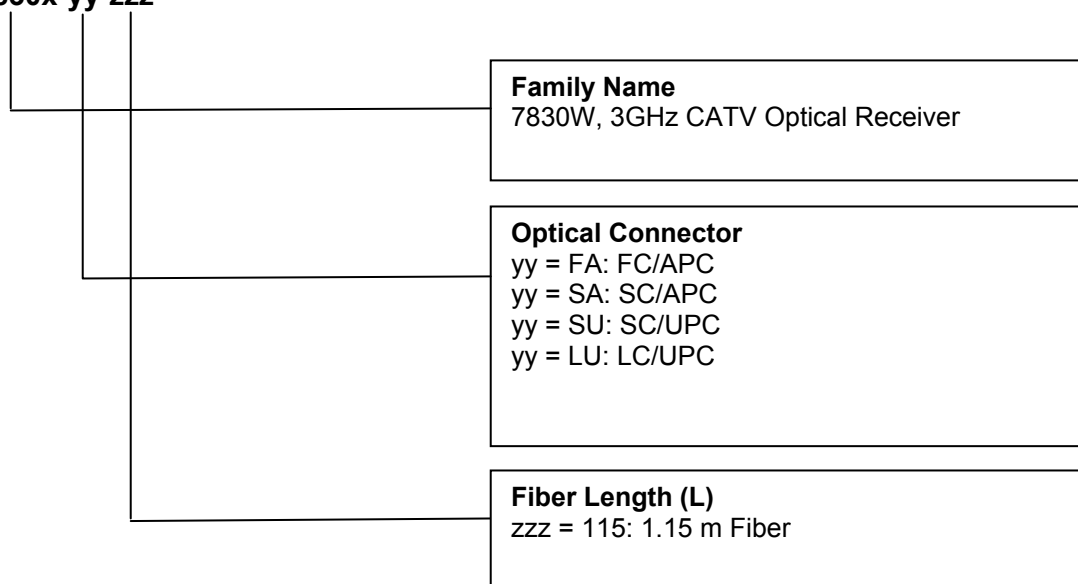 Family Name
7830W, 3GHz CATV Optical Receiver
Optical Connector
yy = FA: FC/APC
yy = SA: SC/APC
yy = SU: SC/UPC
yy = LU: LC/UPC
Fiber Length (L)
zzz = 115: 1.15 m Fiber